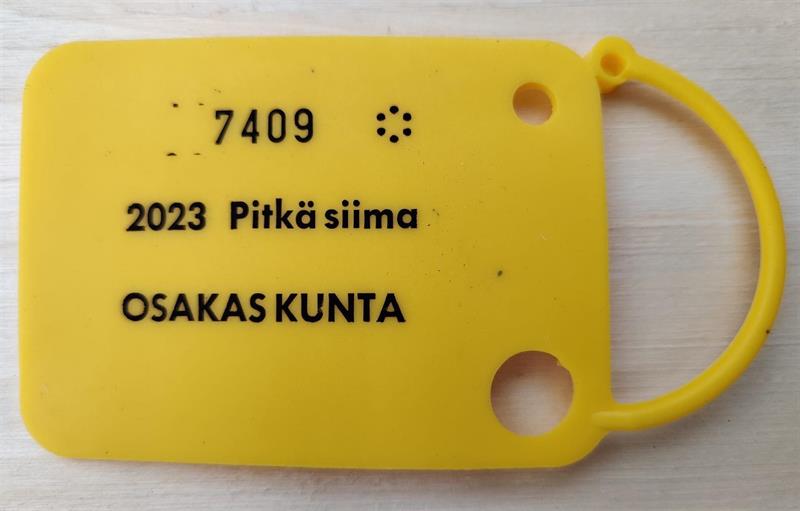 7409
2023 Pitkä siima
OSAKAS KUNTA